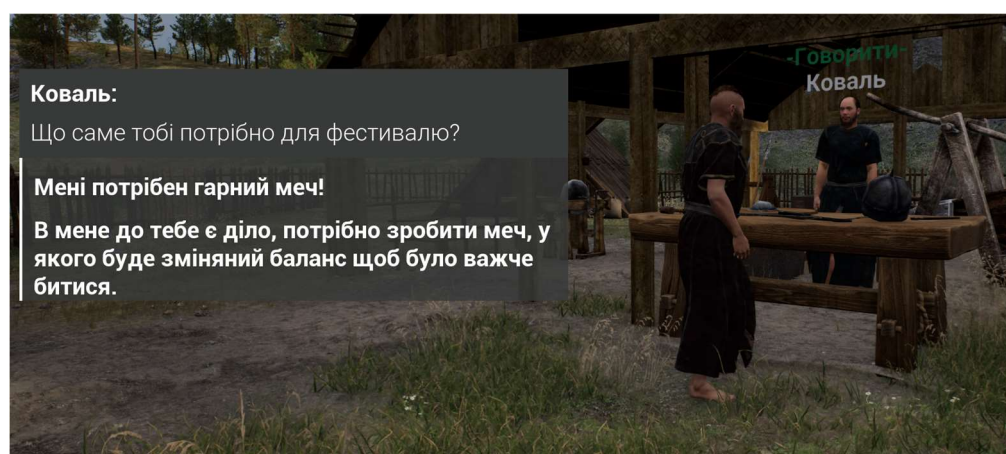 -Говорити-
Коваль
Коваль:
Що саме тобі потрібно для фестивалю?
Мені потрібен гарний меч!
В мене до тебе є діло, потрібно зробити меч, у
якого буде зміняний баланс щоб було важче
битися.